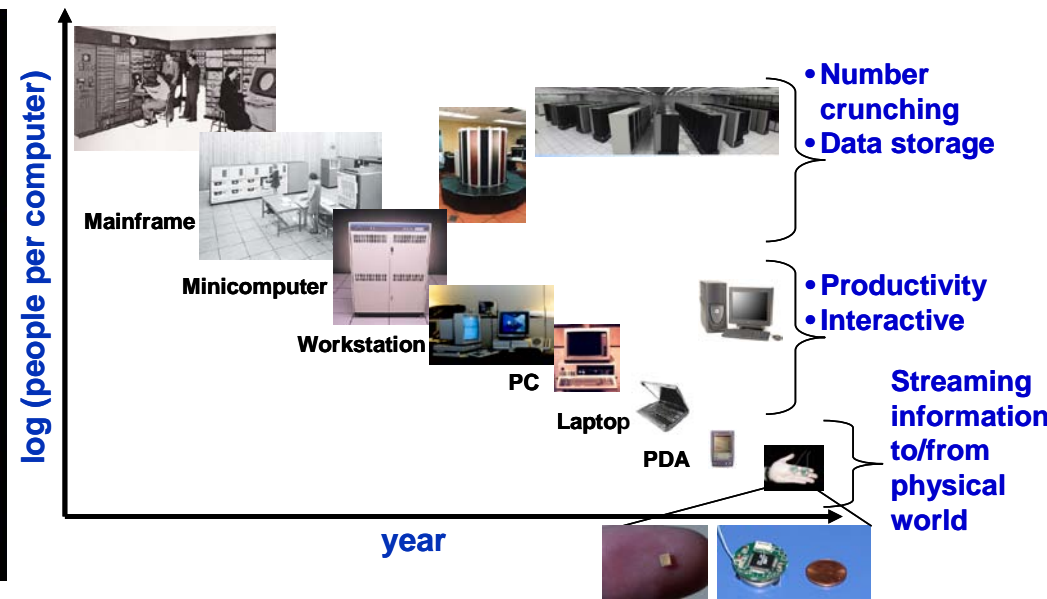 log (people per computer)
Mainframe
Minicomputer
Workstation
PC
Laptop
PDA
year
•Number
crunching
•Data storage
•Productivity
•Interactive
Streaming
information
to/from
physical
world